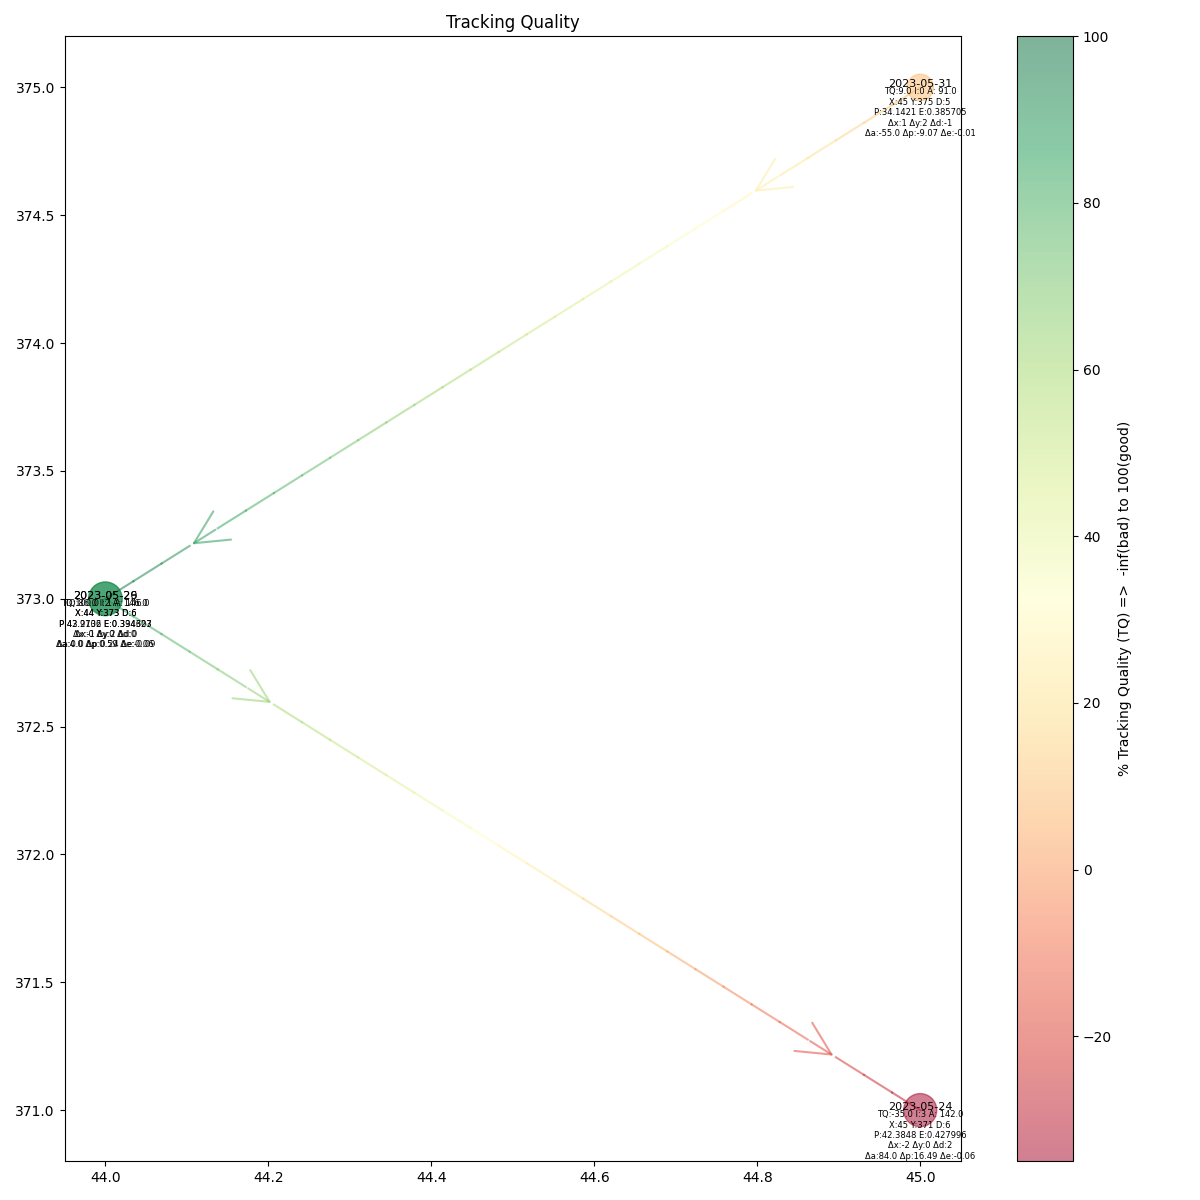 Tracking Quality
375.0
374.5
374.0
373.5
373.0
372.5
372.0
371.5
371.0
44.0
44.2
44.4
44.6
44.8
45.0
2023-05-31
TQ:9.0 I:0 A: 91.0
X:45 Y:375 D:5
P:34.1421 E:0.385705
Δx:1 Δy:2 Δd:-1
Δa:-55.0 Δp:-9.07 Δe:-0.01
X:44 Y:373 D:6
2023-05-24
TQ:-35.0 I:3 A: 142.0
X:45 Y:371 D:6
P:42.3848 E:0.427996
Δx:-2 Δy:0 Δd:2
Δa:84.0 Δp:16.49 Δe:-0.06
100
80
60
40
20
0
−20
% Tracking Quality (TQ) => -inf(bad) to 100(good)